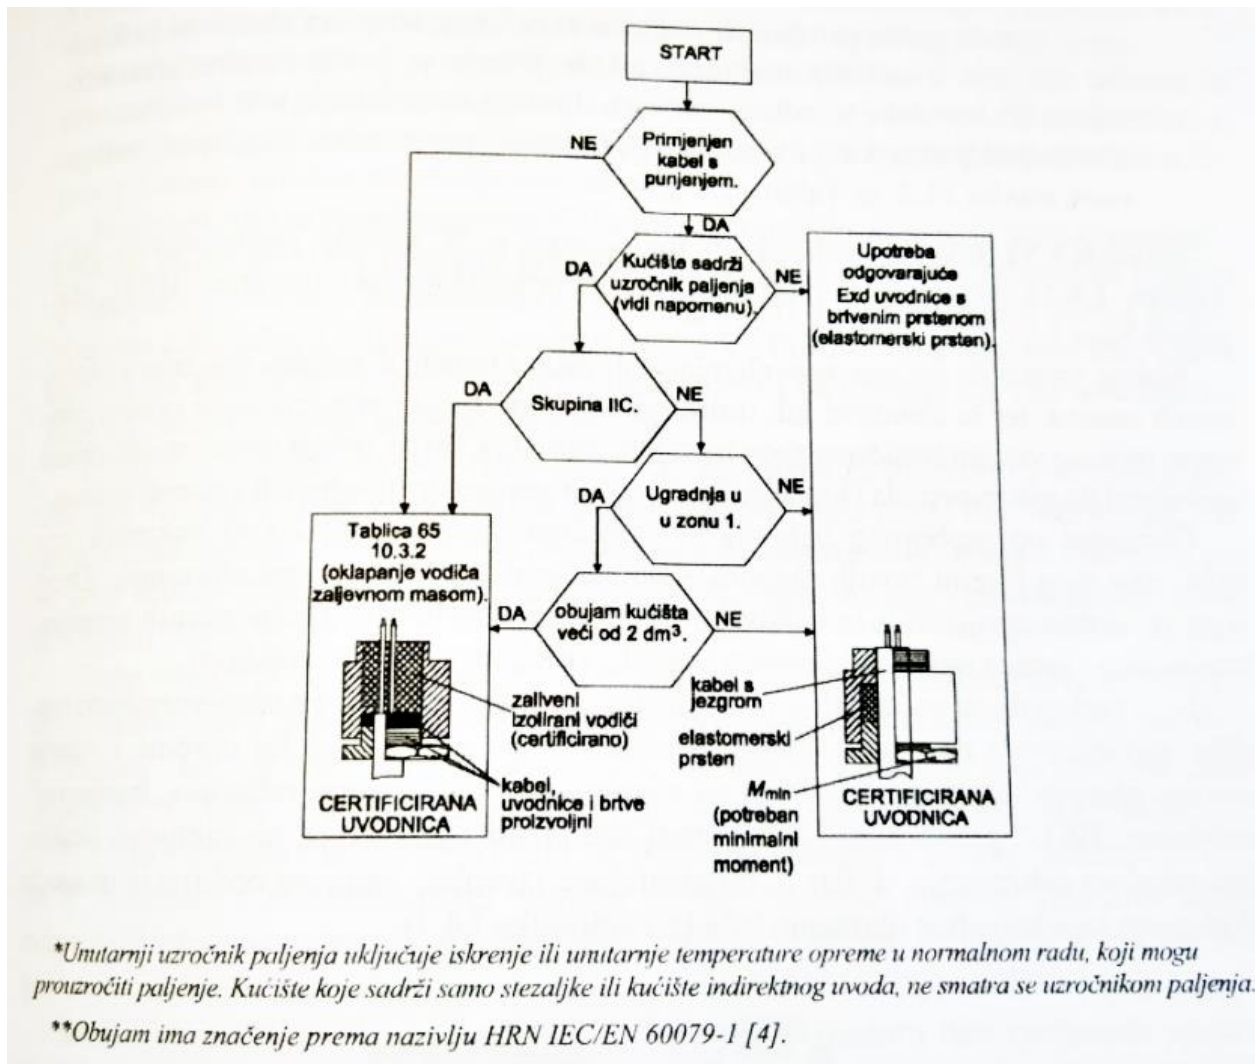 START
NE
Primjenjen
kabel s
punjenjem.
DA
DA
Kućište sadrži
uzročnik paljenja
(vidi napomenu).
NE
Upotreba
odgovarajuće
Exd uvodnice s
brtvenim prstenom
(elastomerski prsten).
DA
Skupina IIC.
NE
DA
Ugradnja u
u zonu 1.
NE
Tablica 65
10.3.2
(oklapanje vodiča
zaljevnom masom).
DA
obujam kućišta
veći od 2 dm³.
NE
zaliveni
izolirani vodiči
(certificirano)
kabel,
uvodnice i brtve
proizvoljni
CERTIFICIRANA
UVODNICA
kabel s
jezgrom
elastomerski
prsten
Mmin
(potreban
minimalni
moment)
CERTIFICIRANA
UVODNICA
*Unutarnji uzročnik paljenja uključuje iskrenje ili unutarnje temperature opreme u normalnom radu, koji mogu
prouzročiti paljenje. Kućište koje sadrži samo stezaljke ili kućište indirektnog uvoda, ne smatra se uzročnikom paljenja.
**Obujam ima značenje prema nazivlju HRN IEC/EN 60079-1 [4].